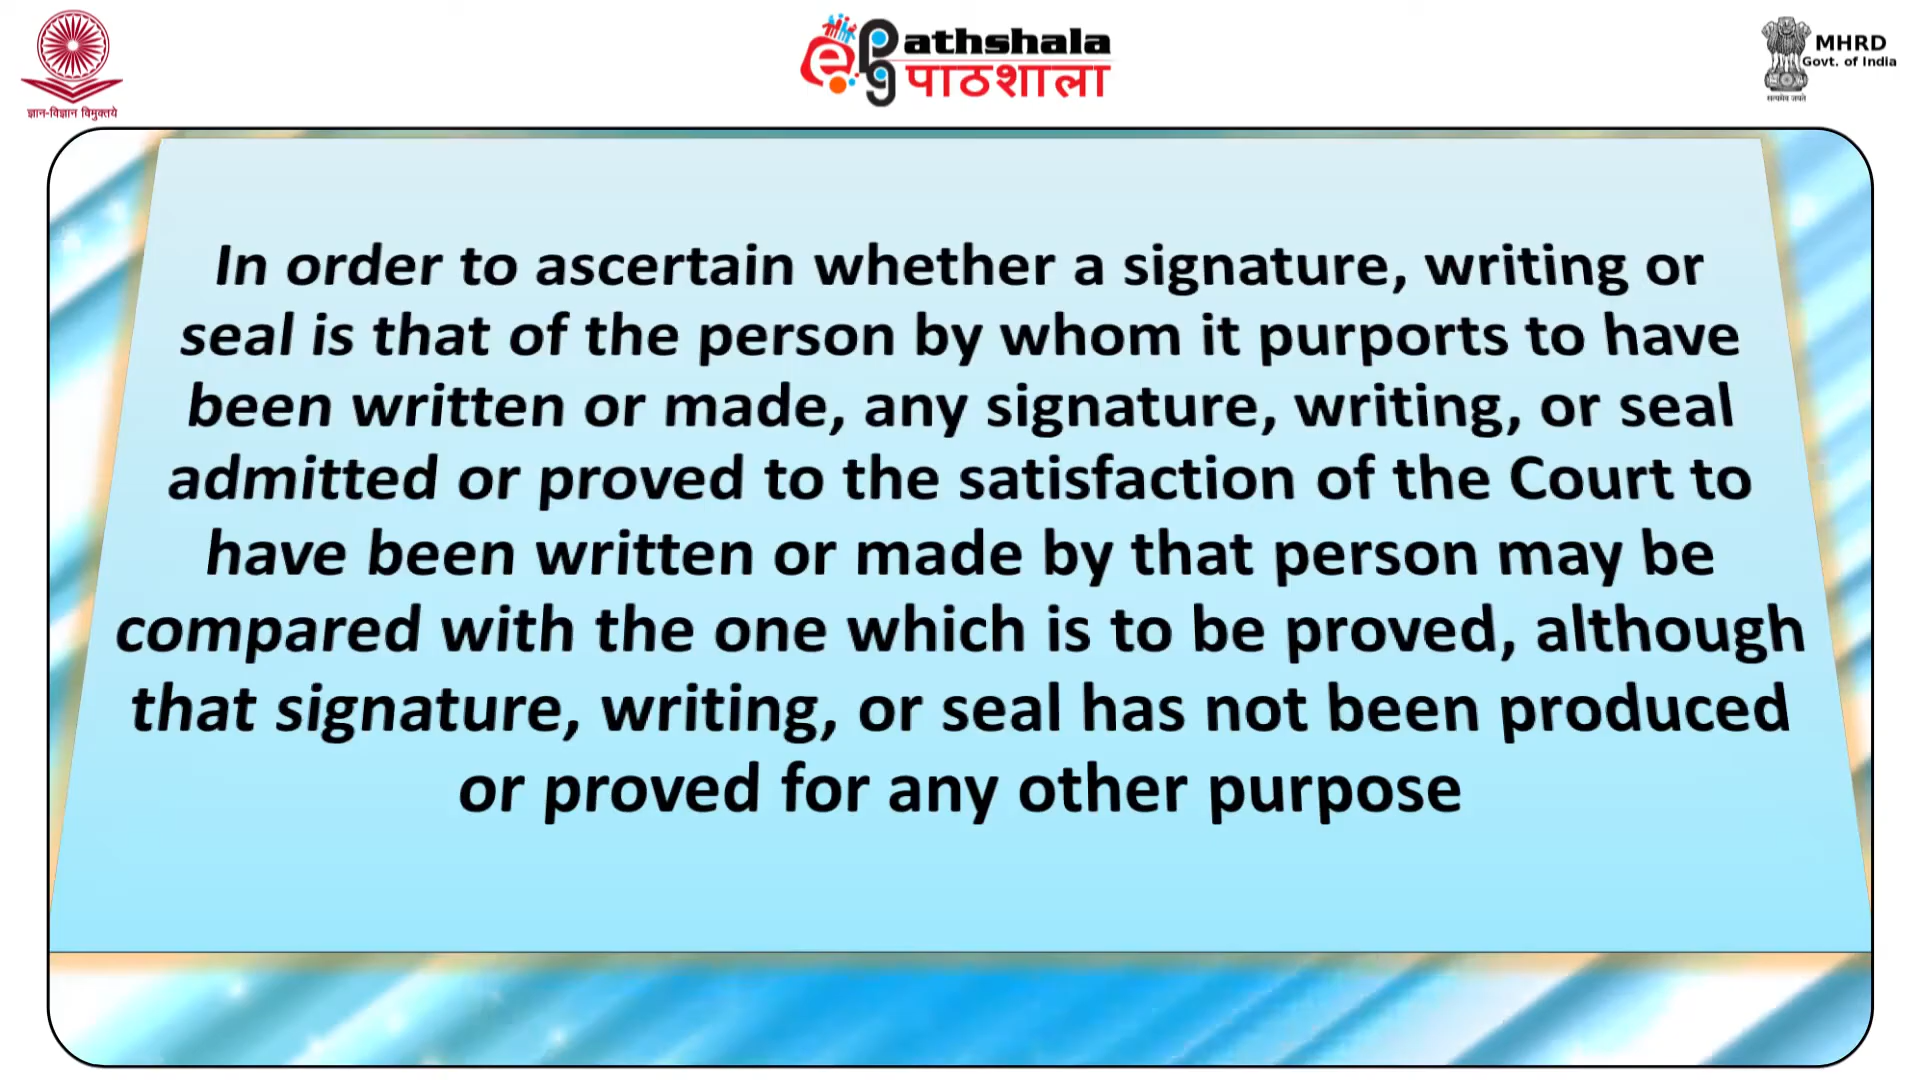 ज्ञान-विज्ञान विमुक्तये
ePG athshala
पाठशाला
MHRD
Govt. of India
सत्यमेव जयते
In order to ascertain whether a signature, writing or
seal is that of the person by whom it purports to have
been written or made, any signature, writing, or seal
admitted or proved to the satisfaction of the Court to
have been written or made by that person may be
compared with the one which is to be proved, although
that signature, writing, or seal has not been produced
or proved for any other purpose